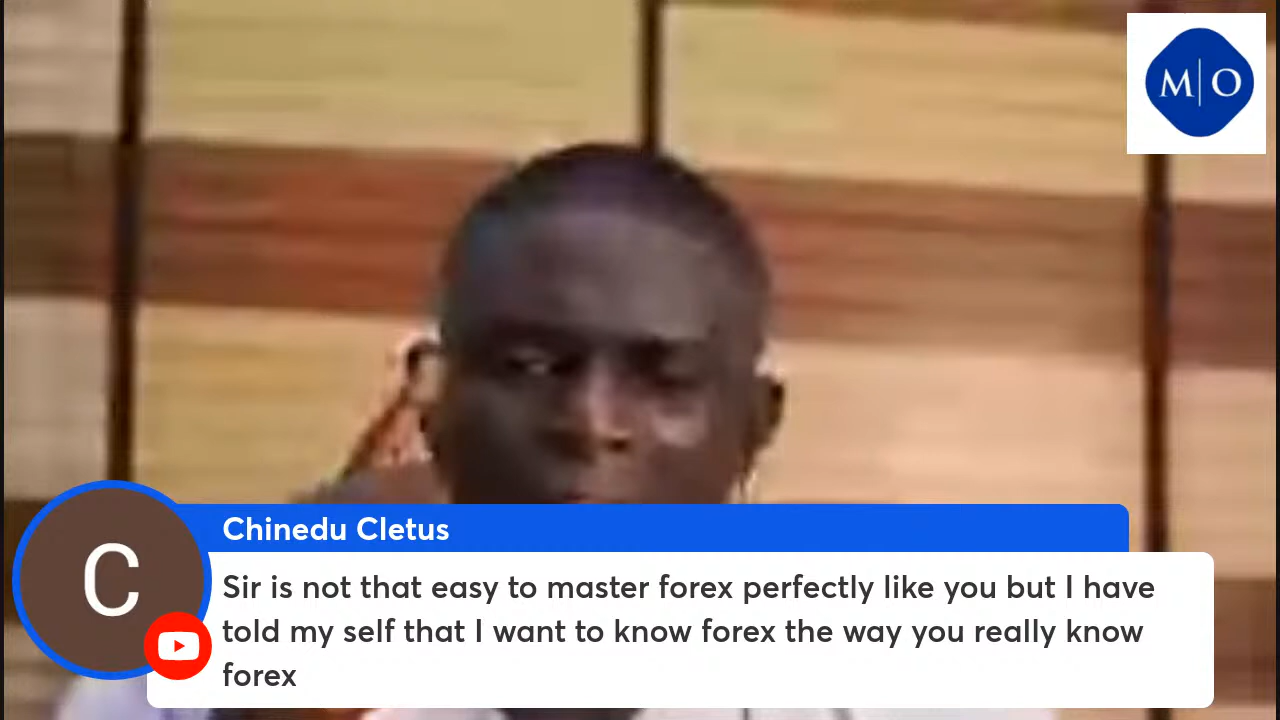 M|O
Chinedu Cletus
C
Sir is not that easy to master forex perfectly like you but I have
told my self that I want to know forex the way you really know
forex